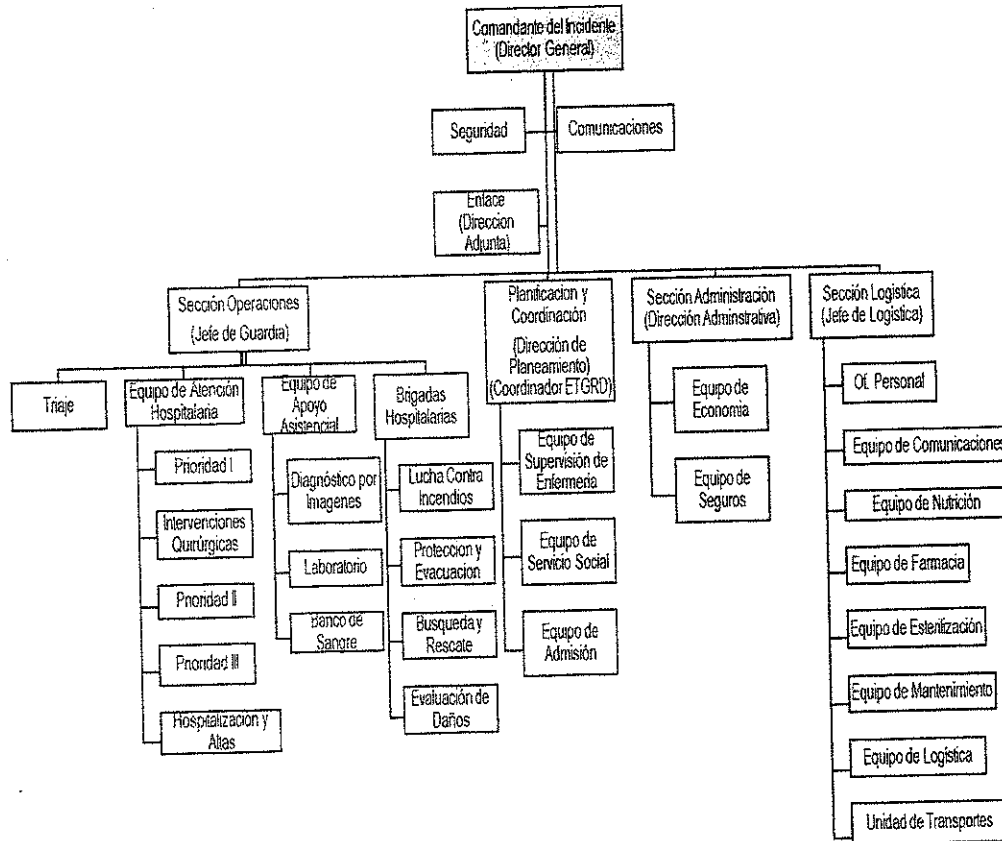 Comandante del Incidente
(Director General)
Seguridad
Comunicaciones
Enlace
(Direccion
Adjunta)
Sección Operaciones
(Jefe de Guardia)
Planificacion y
Coordinación
(Dirección de
Planeamiento)
(Coordinador ETGRD)
Sección Administración
(Dirección Adminstrativa)
Sección Logistica
(Jefe de Logistica)
Triaje
Equipo de Atención
Hospitalaria
Equipo de
Apoyo
Asistencial
Brigadas
Hospitalarias
Prioridad I
Intervenciones
Quirúrgicas
Prioridad II
Prioridad III
Hospitalización y
Altas
Diagnóstico por
Imagenes
Laboratorio
Banco de
Sangre
Lucha Contra
Incendios
Proteccion y
Evacuacion
Busqueda y
Rescate
Evaluación de
Daños
Equipo de
Supervisión de
Enfermeria
Equipo de
Servicio Social
Equipo de
Admisión
Equipo de
Economia
Equipo de
Seguros
Of. Personal
Equipo de Comunicaciones
Equipo de Nutrición
Equipo de Farmacia
Equipo de Esterilización
Equipo de Mantenimiento
Equipo de Logística
Unidad de Transportes